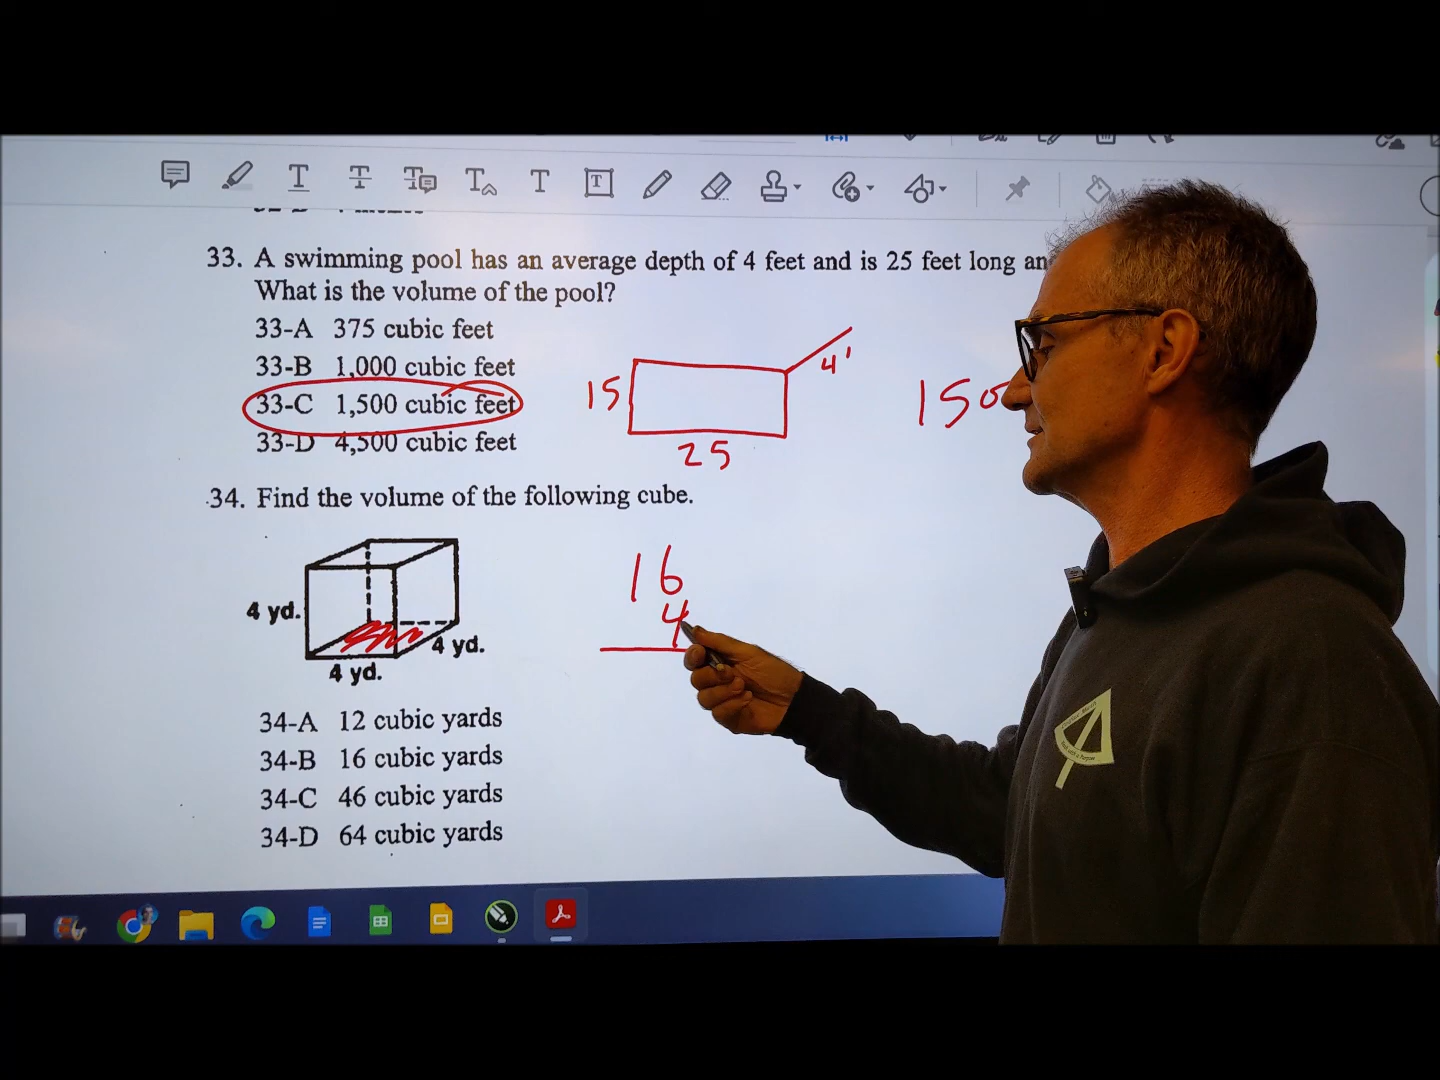 33. A swimming pool has an average depth of 4 feet and is 25 feet long an
What is the volume of the pool?
33-A 375 cubic feet
33-B 1,000 cubic feet
33-C 1,500 cubic feet
33-D 4,500 cubic feet
15
25
4'
150
34. Find the volume of the following cube.
4 yd.
4 yd.
4 yd.
16
4
34-A 12 cubic yards
34-B 16 cubic yards
34-C 46 cubic yards
34-D 64 cubic yards